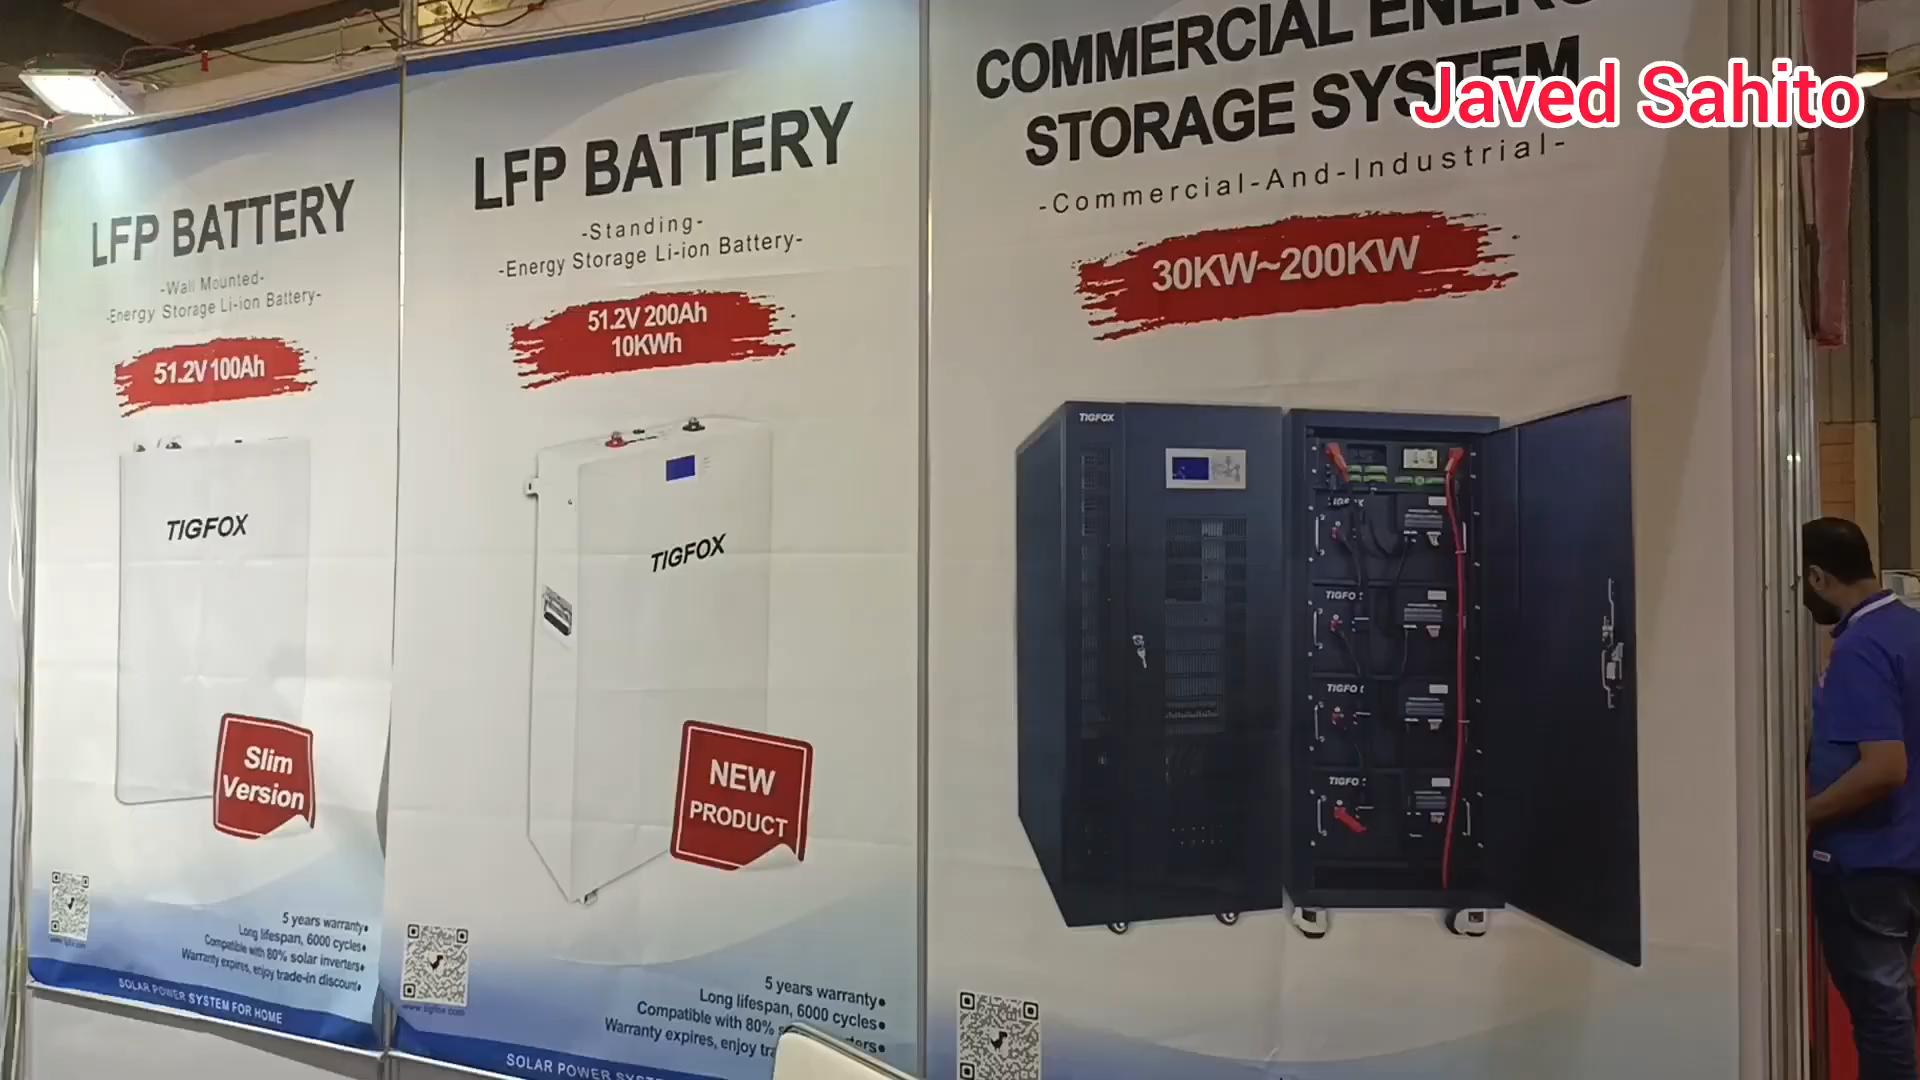 Javed Sahito
LFP BATTERY
-Wall Mounted-
-Energy Storage Li-ion Battery-
51.2V 100Ah
TIGFOX
Slim
Version
5 years warranty•
Long lifespan, 6000 cycles•
Compatible with 80% solar inverters•
Warranty expires, enjoy trade-in discount•
SOLAR POWER SYSTEM FOR HOME
LFP BATTERY
-Standing-
-Energy Storage Li-ion Battery-
51.2V 200Ah
10KWh
TIGFOX
NEW
PRODUCT
www.tigfox.com
5 years warranty•
Long lifespan, 6000 cycles•
Compatible with 80%
Warranty expires, enjoy
SOLAR POWER
COMMERCIAL
STORAGE SYSTEM
-Commercial-And-Industrial-
30KW~200KW
TIGFOX